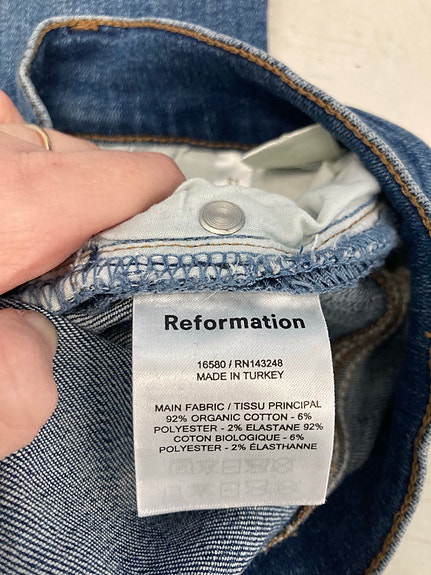 Reformation
16580 / RN143248
MADE IN TURKEY
MAIN FABRIC / TISSU PRINCIPAL
92% ORGANIC COTTON - 6%
POLYESTER - 2% ELASTANE 92%
COTON BIOLOGIQUE - 6%
POLYESTER - 2% ÉLASTHANNE